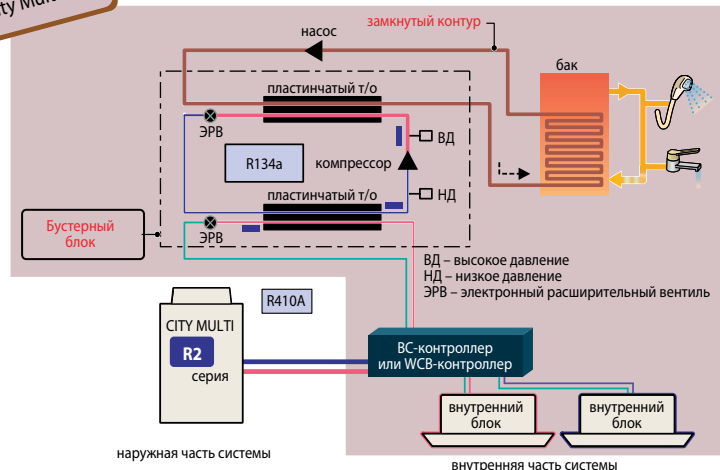 City Mult
насос
замкнутый контур
бак
пластинчатый т/о
ЭРВ
ВД
R134a
компрессор
пластинчатый т/о
НД
Бустерный
блок
ЭРВ
ВД – высокое давление
НД – низкое давление
ЭРВ – электронный расширительный вентиль
R410A
CITY MULTI
R2
серия
BC-контроллер
или WCB-контроллер
внутренний
блок
внутренний
блок
наружная часть системы
внутренняя часть системы